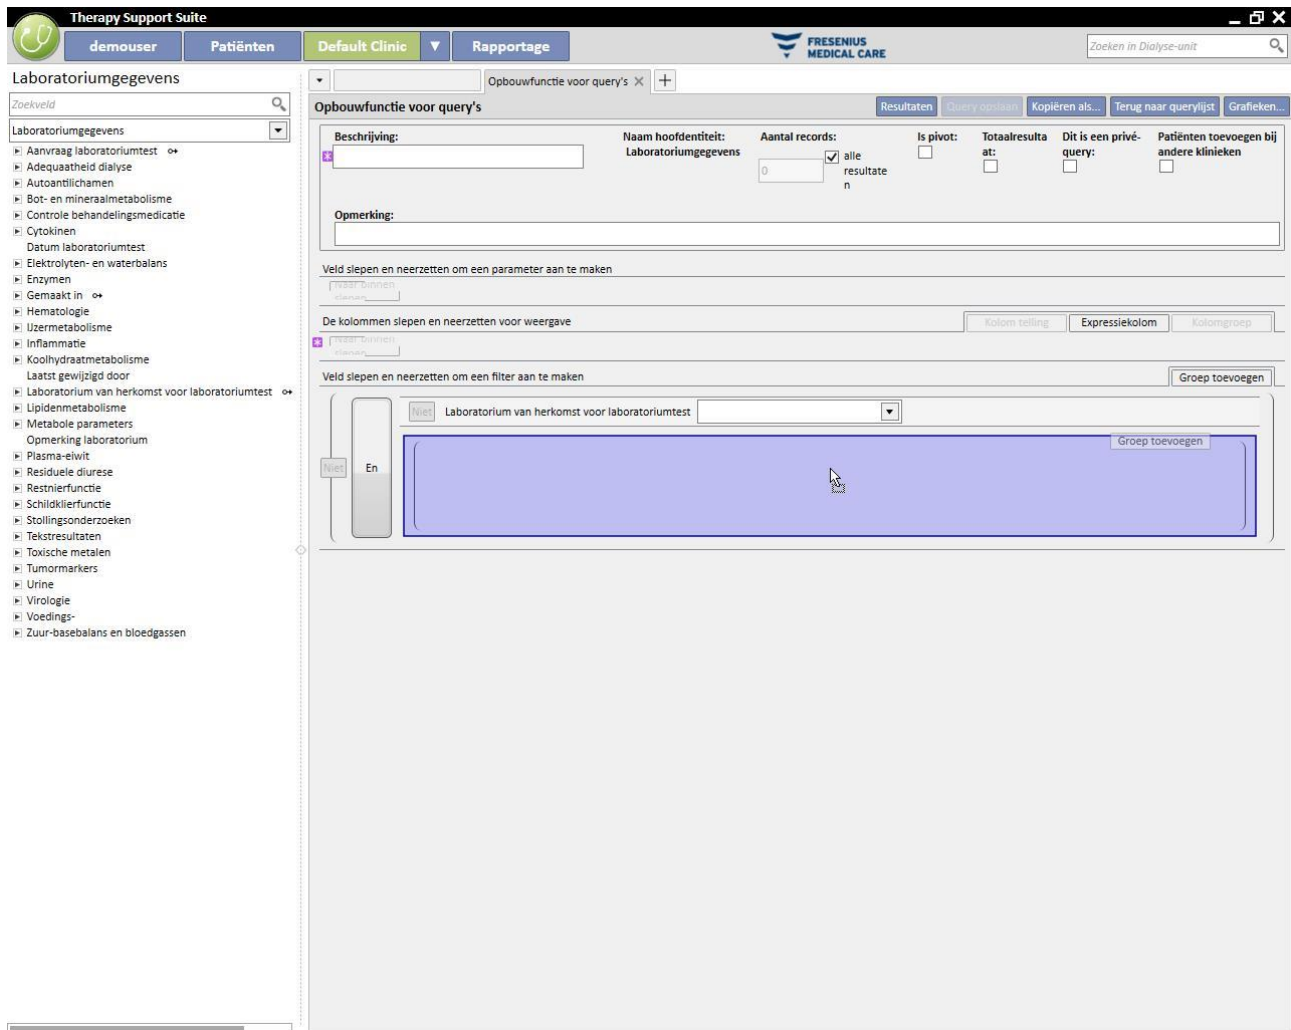 Therapy Support Suite
demouser
Patiënten
Default Clinic
Rapportage
FRESENIUS
MEDICAL CARE
Zoeken in Dialyse-unit
Laboratoriumgegevens
Zoekveld
Laboratoriumgegevens
Aanvraag laboratoriumtest
Adequaatheid dialyse
Autoantilichamen
Bot- en mineraalmetabolisme
Controle behandelingsmedicatie
Cytokinen
Datum laboratoriumtest
Elektrolyten- en waterbalans
Enzymen
Gemaakt in
Hematologie
IJzermetabolisme
Inflammatie
Koolhydraatmetabolisme
Laatst gewijzigd door
Laboratorium van herkomst voor laboratoriumtest
Lipidenmetabolisme
Metabole parameters
Opmerking laboratorium
Plasma-eiwit
Residuele diurese
Restnierfunctie
Schildklierfunctie
Stollingsonderzoeken
Tekstresultaten
Toxische metalen
Tumormarkers
Urine
Virologie
Voedings-
Zuur-basebalans en bloedgassen
Opbouwfunctie voor query's
Opbouwfunctie voor query's
Resultaten
Query opslaan
Kopiëren als...
Terug naar querylijst
Grafieken...
Beschrijving:
Naam hoofdentiteit:
Laboratoriumgegevens
Aantal records:
0
alle
resultate
n
Is pivot:
Totaalresulta
at:
Dit is een privé-
query:
Patiënten toevoegen bij
andere klinieken
Opmerking:
Veld slepen en neerzetten om een parameter aan te maken
Naar binnen
slepen
De kolommen slepen en neerzetten voor weergave
Kolom telling
Expressiekolom
Kolomgroep
Naar binnen
slepen
Veld slepen en neerzetten om een filter aan te maken
Groep toevoegen
Niet
En
Niet
Laboratorium van herkomst voor laboratoriumtest
Groep toevoegen